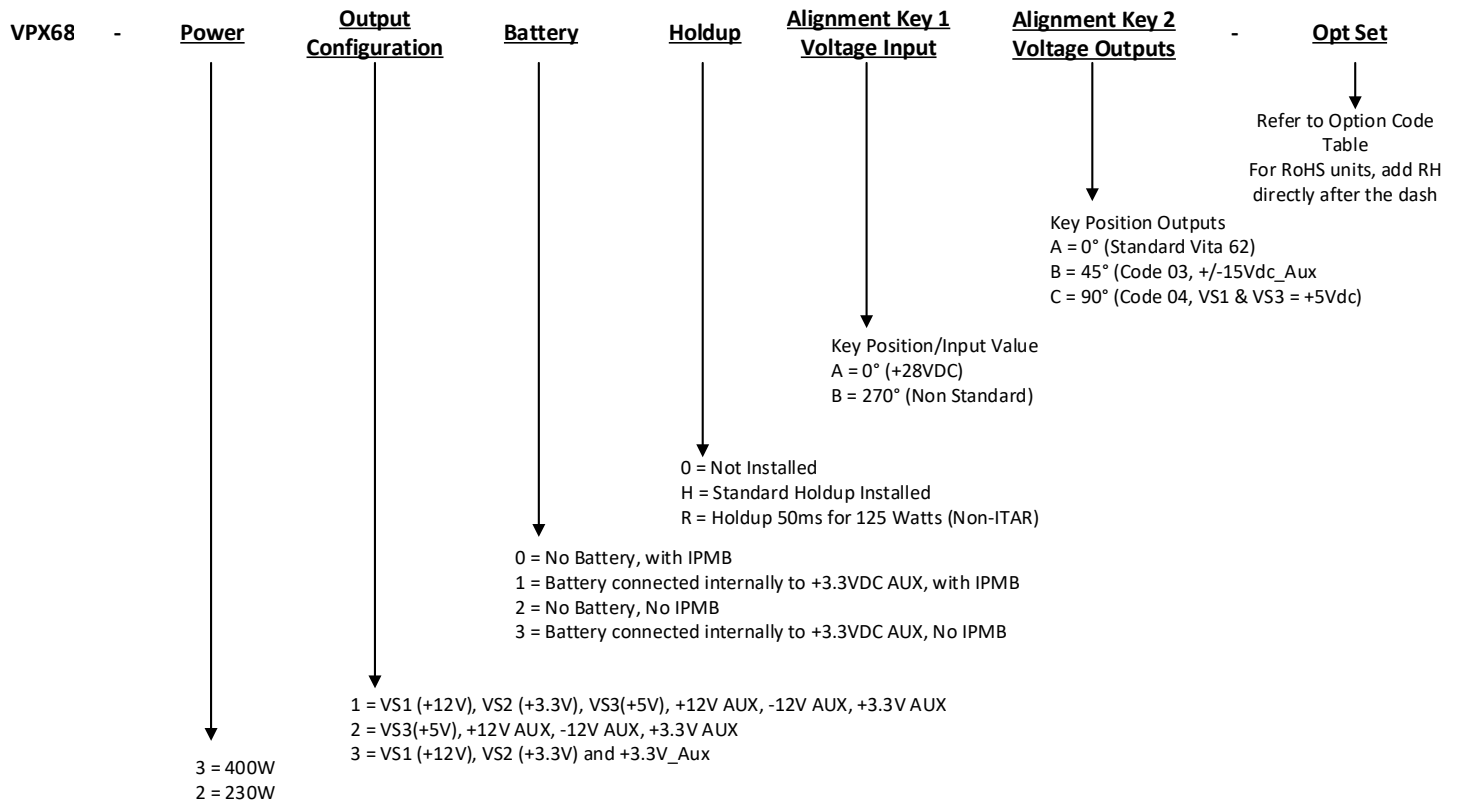 VPX68 - Power Output Configuration Battery Holdup Alignment Key 1 Voltage Input Alignment Key 2 Voltage Outputs - Opt Set
Refer to Option Code
Table
For RoHS units, add RH
directly after the dash
Key Position Outputs
A = 0° (Standard Vita 62)
B = 45° (Code 03, +/-15Vdc_Aux
C = 90° (Code 04, VS1 & VS3 = +5Vdc)
Key Position/Input Value
A = 0° (+28VDC)
B = 270° (Non Standard)
0 = Not Installed
H = Standard Holdup Installed
R = Holdup 50ms for 125 Watts (Non-ITAR)
0 = No Battery, with IPMB
1 = Battery connected internally to +3.3VDC AUX, with IPMB
2 = No Battery, No IPMB
3 = Battery connected internally to +3.3VDC AUX, No IPMB
1 = VS1 (+12V), VS2 (+3.3V), VS3(+5V), +12V AUX, -12V AUX, +3.3V AUX
2 = VS3(+5V), +12V AUX, -12V AUX, +3.3V AUX
3 = VS1 (+12V), VS2 (+3.3V) and +3.3V_Aux
3 = 400W
2 = 230W